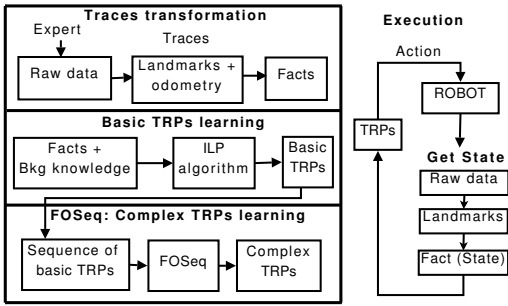 Traces transformation
Expert
Traces
Raw data
Landmarks +
odometry
Facts
Basic TRPs learning
Facts +
Bkg knowledge
ILP
algorithm
Basic
TRPs
FOSeq: Complex TRPs learning
Sequence of
basic TRPs
FOSeq
Complex
TRPs
Execution
Action
ROBOT
TRPs
Get State
Raw data
Landmarks
Fact (State)